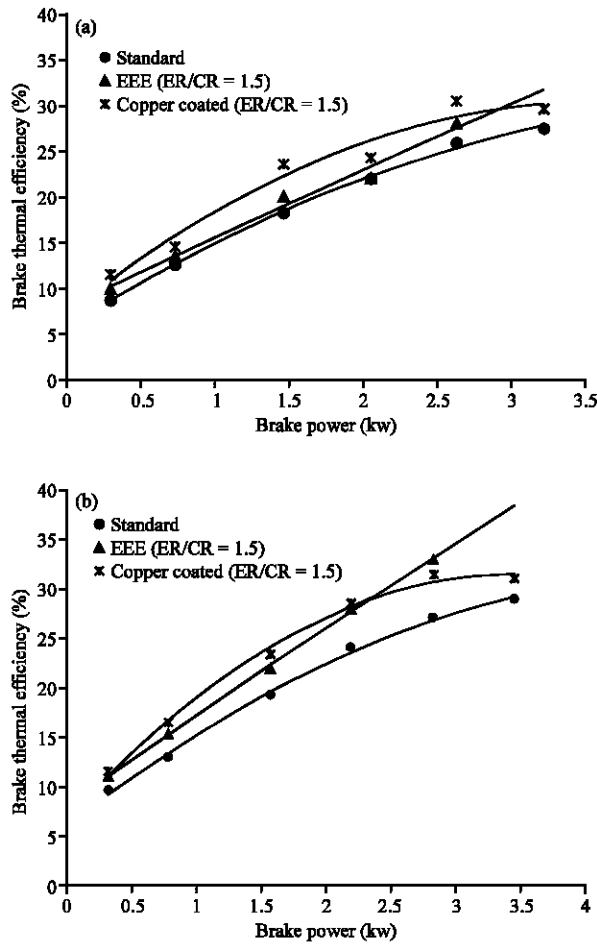 (a)
Standard
EEE (ER/CR = 1.5)
Copper coated (ER/CR = 1.5)
Brake thermal efficiency (%)
40
35
30
25
20
15
10
5
0
0 0.5 1 1.5 2 2.5 3 3.5
Brake power (kw)
(b)
Standard
EEE (ER/CR = 1.5)
Copper coated (ER/CR = 1.5)
Brake thermal efficiency (%)
40
35
30
25
20
15
10
5
0
0 0.5 1 1.5 2 2.5 3 3.5 4
Brake power (kw)